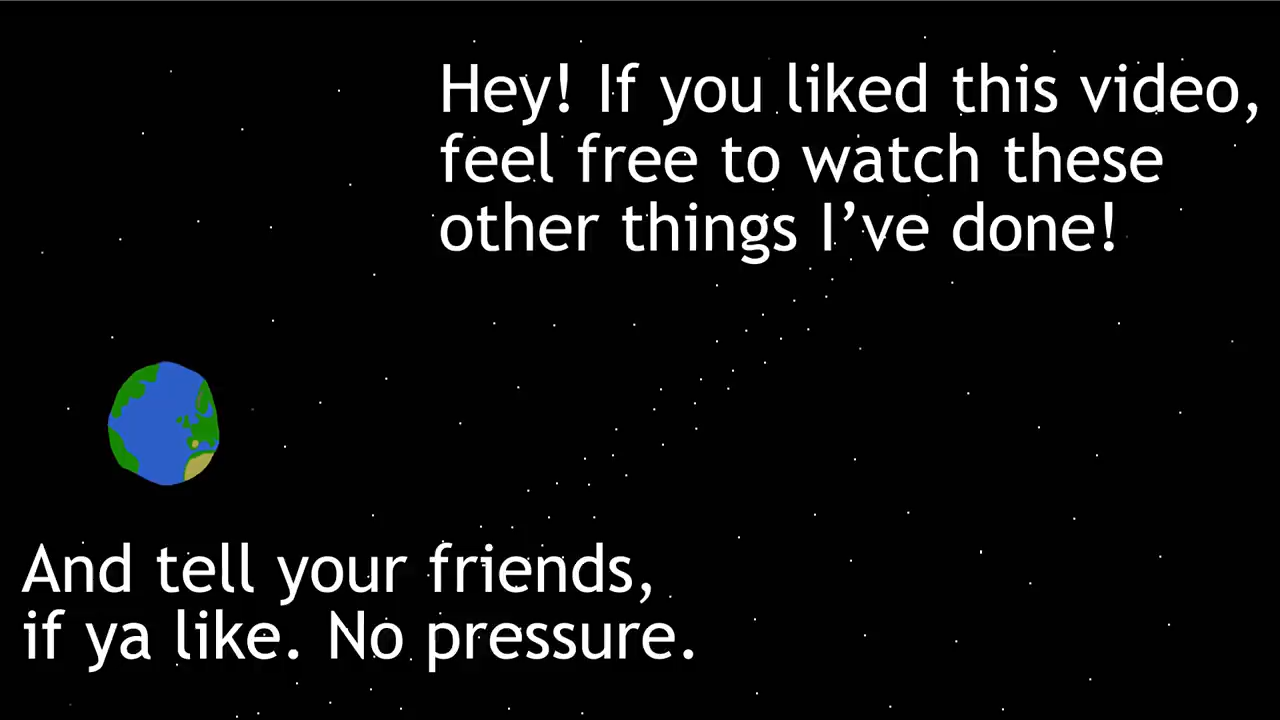 Hey! If you liked this video,
feel free to watch these
other things I’ve done!
And tell your friends,
if ya like. No pressure.